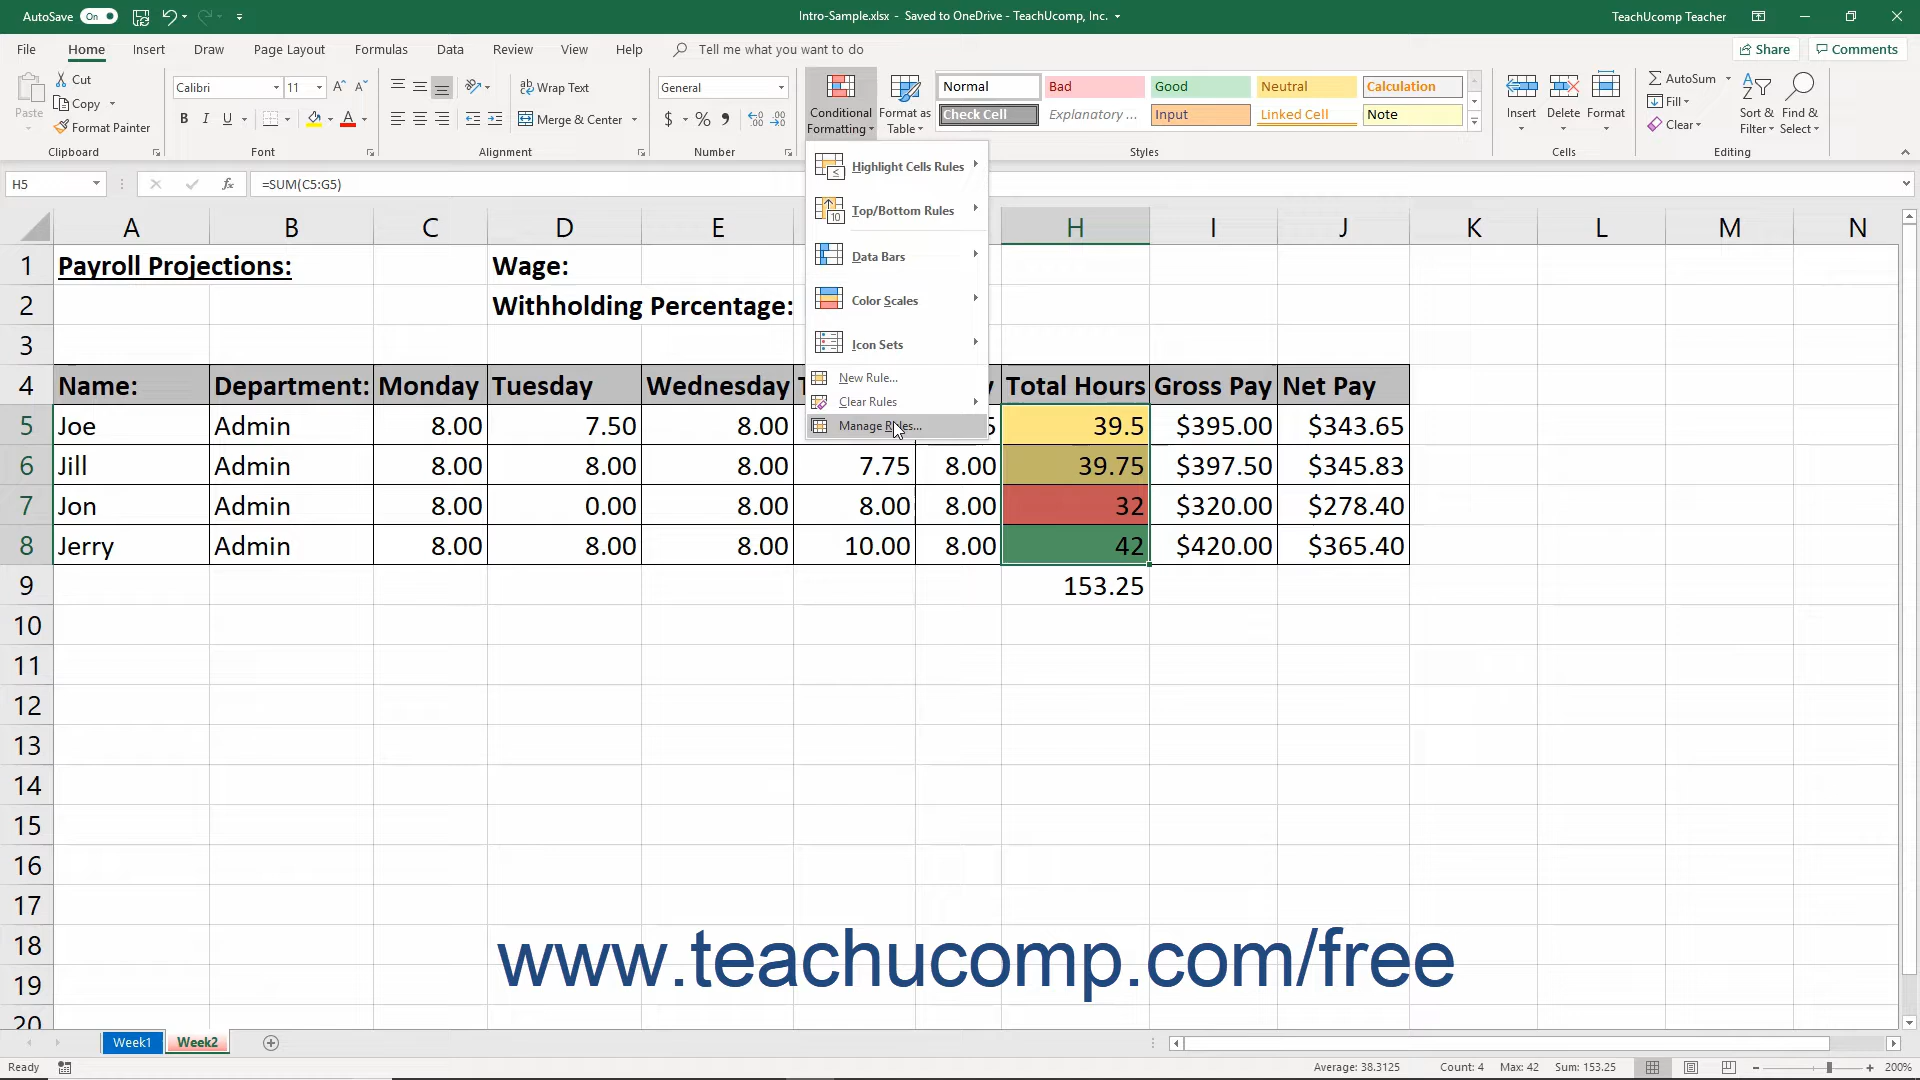 AutoSave On Intro-Sample.xlsx - Saved to OneDrive - TeachUcomp, Inc. TeachUcomp Teacher
File Home Insert Draw Page Layout Formulas Data Review View Help Tell me what you want to do Share Comments
Paste
Cut
Copy
Format Painter
Clipboard
Calibri 11
B I U
Font
Wrap Text
Merge & Center
Alignment
General
$ % 9
Number
Conditional Formatting
Format as Table
Normal Bad Good Neutral Calculation
Check Cell Explanatory ... Input Linked Cell Note
Styles
Insert Delete Format
Cells
AutoSum
Fill
Clear
Sort & Filter
Find & Select
Editing
H5 fx =SUM(C5:G5)
Highlight Cells Rules
Top/Bottom Rules
Data Bars
Color Scales
Icon Sets
New Rule...
Clear Rules
Manage Rules...
A B C D E H I J K L M N
1 Payroll Projections: Wage:
2 Withholding Percentage:
3
4 Name: Department: Monday Tuesday Wednesday Total Hours Gross Pay Net Pay
5 Joe Admin 8.00 7.50 8.00 39.5 $395.00 $343.65
6 Jill Admin 8.00 8.00 8.00 7.75 8.00 39.75 $397.50 $345.83
7 Jon Admin 8.00 0.00 8.00 8.00 8.00 32 $320.00 $278.40
8 Jerry Admin 8.00 8.00 8.00 10.00 8.00 42 $420.00 $365.40
9 153.25
10
11
12
13
14
15
16
17
18
19
20
www.teachucomp.com/free
Week1 Week2
Ready Average: 38.3125 Count: 4 Max: 42 Sum: 153.25 200%